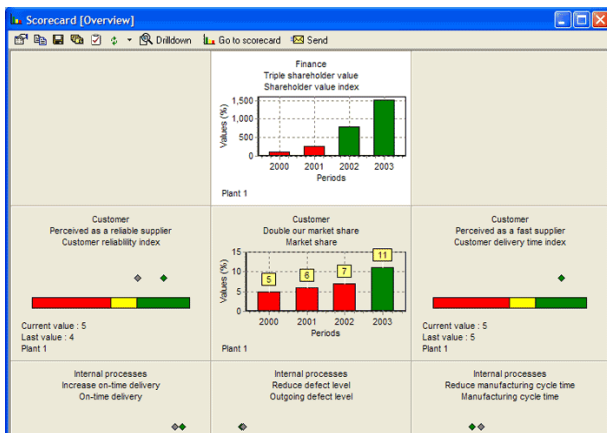 Scorecard [Overview]
Drilldown Go to scorecard Send
Finance
Triple shareholder value
Shareholder value index
Values (%)
1,500
1,000
500
0
2000 2001 2002 2003
Periods
Plant 1
Customer
Perceived as a reliable supplier
Customer reliability index
Current value : 5
Last value : 4
Plant 1
Customer
Double our market share
Market share
Values (%)
15
10
5
0
5 6 7 11
2000 2001 2002 2003
Periods
Plant 1
Customer
Perceived as a fast supplier
Customer delivery time index
Current value : 5
Last value : 5
Plant 1
Internal processes
Increase on-time delivery
On-time delivery
Internal processes
Reduce defect level
Outgoing defect level
Internal processes
Reduce manufacturing cycle time
Manufacturing cycle time